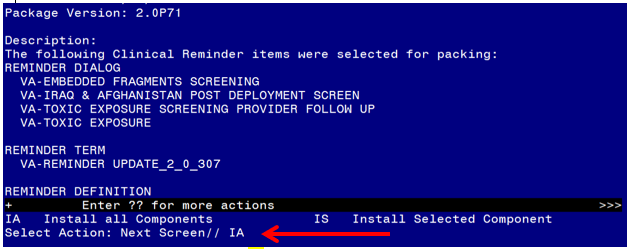 Package Version: 2.0P71
Description:
The following Clinical Reminder items were selected for packing:
REMINDER DIALOG
VA-EMBEDDED FRAGMENTS SCREENING
VA-IRAQ & AFGHANISTAN POST DEPLOYMENT SCREEN
VA-TOXIC EXPOSURE SCREENING PROVIDER FOLLOW UP
VA-TOXIC EXPOSURE
REMINDER TERM
VA-REMINDER UPDATE_2_0_307
REMINDER DEFINITION
+ Enter ?? for more actions >>>
IA Install all Components IS Install Selected Component
Select Action: Next Screen// IA